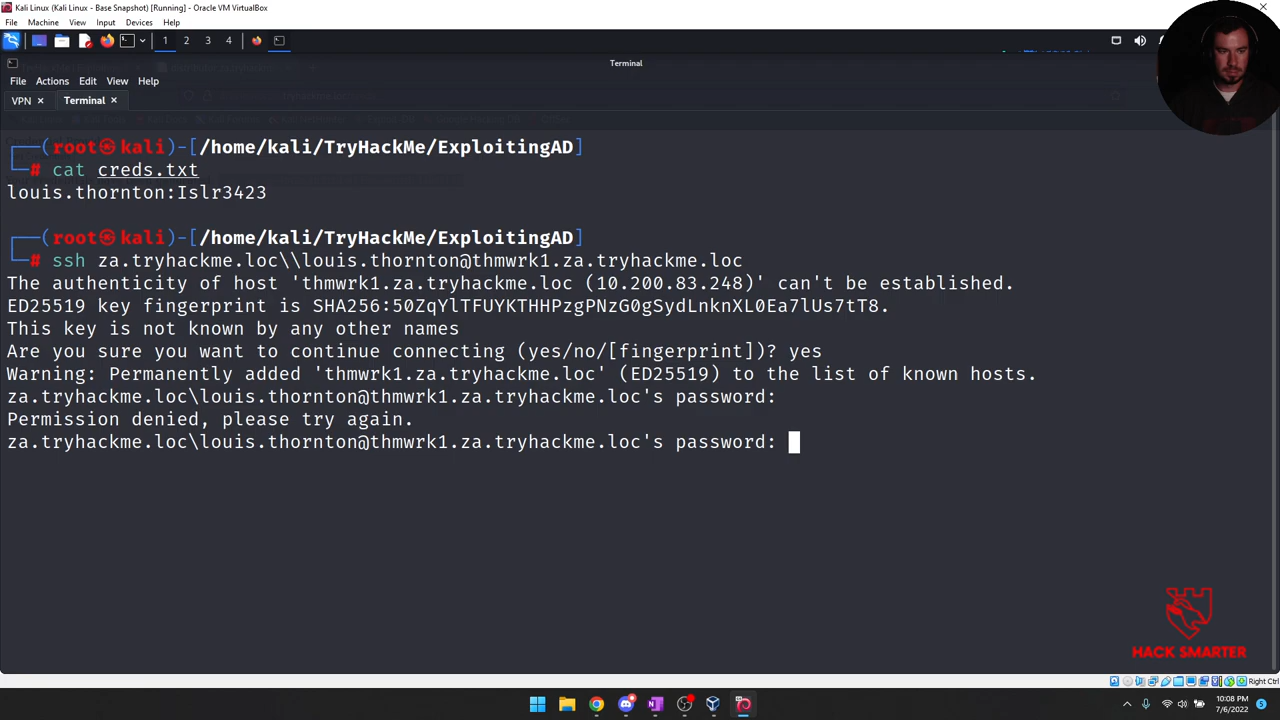 Kali Linux (Kali Linux - Base Snapshot) [Running] - Oracle VM VirtualBox
File Machine View Input Devices Help
1 2 3 4
Terminal
File Actions Edit View Help
VPN × Terminal ×
┌──(root㉿kali)-[/home/kali/TryHackMe/ExploitingAD]
└─# cat creds.txt
louis.thornton:Islr3423
┌──(root㉿kali)-[/home/kali/TryHackMe/ExploitingAD]
└─# ssh za.tryhackme.loc\\louis.thornton@thmwrk1.za.tryhackme.loc
The authenticity of host 'thmwrk1.za.tryhackme.loc (10.200.83.248)' can't be established.
ED25519 key fingerprint is SHA256:50ZqYlTFUYKTHHPzgPNzG0gSydLnknXL0Ea7lUs7tT8.
This key is not known by any other names
Are you sure you want to continue connecting (yes/no/[fingerprint])? yes
Warning: Permanently added 'thmwrk1.za.tryhackme.loc' (ED25519) to the list of known hosts.
za.tryhackme.loc\louis.thornton@thmwrk1.za.tryhackme.loc's password:
Permission denied, please try again.
za.tryhackme.loc\louis.thornton@thmwrk1.za.tryhackme.loc's password:
HACK SMARTER
Right Ctrl
10:08 PM
7/6/2022